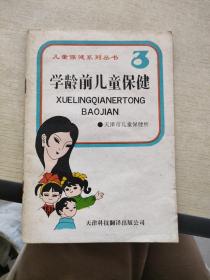 儿童保健系列丛书
3
学龄前儿童保健
XUELINGQIANERTONG
BAOJIAN
●天津市儿童保健所
天津科技翻译出版公司